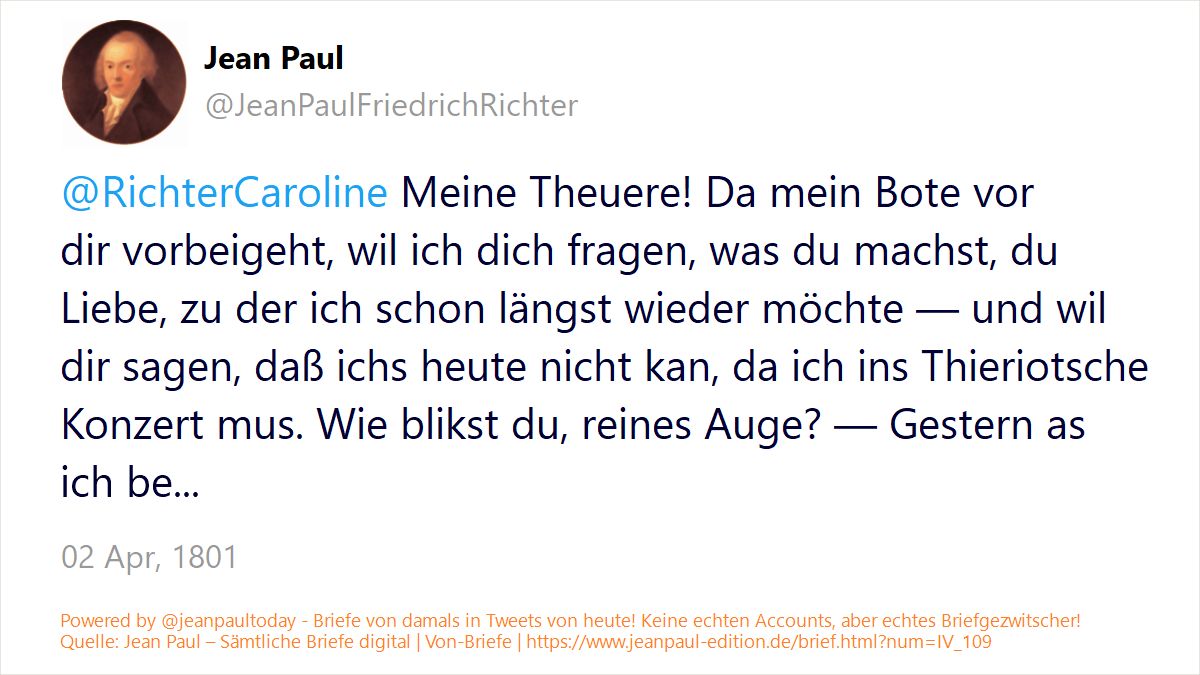 Jean Paul
@JeanPaulFriedrichRichter
@RichterCaroline Meine Theuere! Da mein Bote vor
dir vorbeigeht, wil ich dich fragen, was du machst, du
Liebe, zu der ich schon längst wieder möchte — und wil
dir sagen, daß ichs heute nicht kan, da ich ins Thieriotsche
Konzert mus. Wie blikst du, reines Auge? — Gestern as
ich be...
02 Apr, 1801
Powered by @jeanpaultoday - Briefe von damals in Tweets von heute! Keine echten Accounts, aber echtes Briefgezwitscher!
Quelle: Jean Paul – Sämtliche Briefe digital | Von-Briefe | https://www.jeanpaul-edition.de/brief.html?num=IV_109